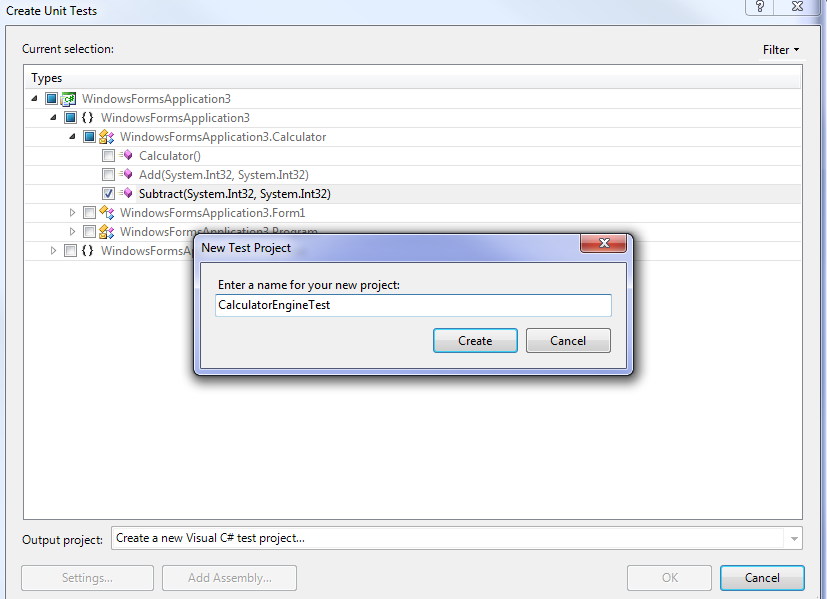 Create Unit Tests
Current selection:
Filter
Types
WindowsFormsApplication3
{} WindowsFormsApplication3
WindowsFormsApplication3.Calculator
Calculator()
Add(System.Int32, System.Int32)
Subtract(System.Int32, System.Int32)
WindowsFormsApplication3.Form1
WindowsFormsApplication3.Program
{}
New Test Project
Enter a name for your new project:
CalculatorEngineTest
Create
Cancel
Output project:
Create a new Visual C# test project...
Settings...
Add Assembly...
OK
Cancel